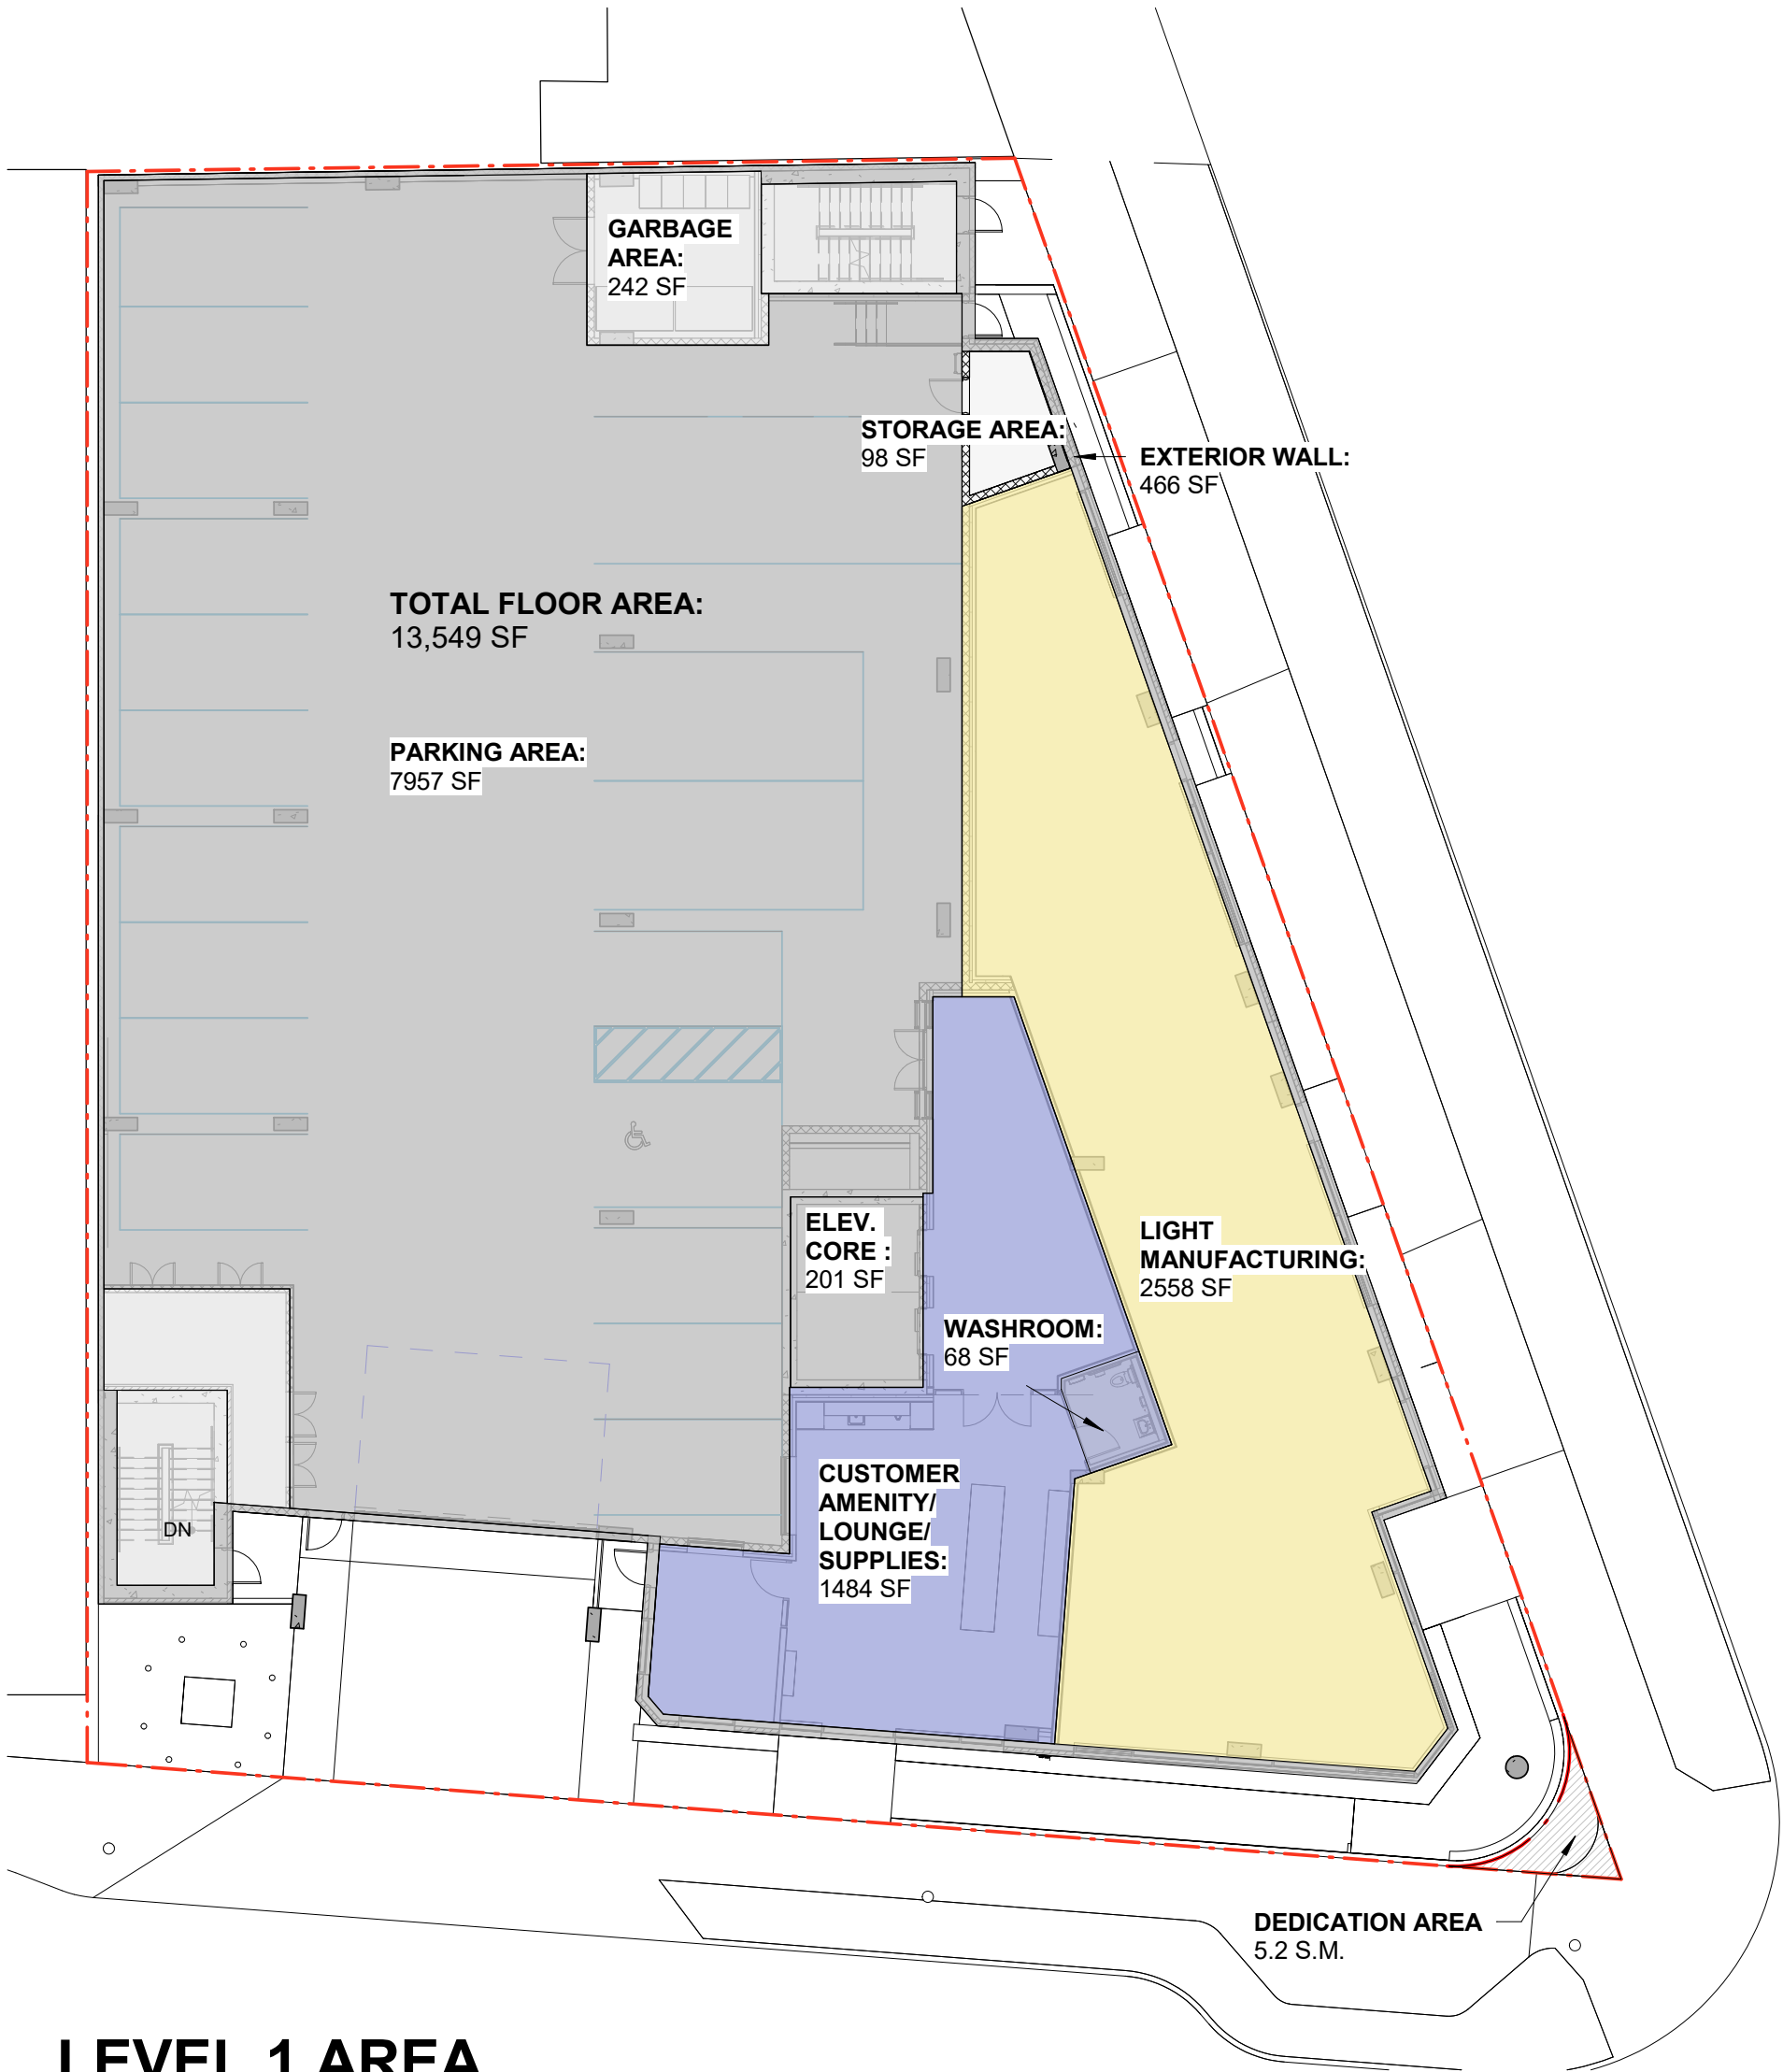 GARBAGE
AREA:
242 SF
STORAGE AREA:
98 SF
EXTERIOR WALL:
466 SF
TOTAL FLOOR AREA:
13,549 SF
PARKING AREA:
7957 SF
ELEV.
CORE :
201 SF
LIGHT
MANUFACTURING:
2558 SF
WASHROOM:
68 SF
CUSTOMER
AMENITY/
LOUNGE/
SUPPLIES:
1484 SF
DN
DEDICATION AREA
5.2 S.M.
LEVEL 1 AREA